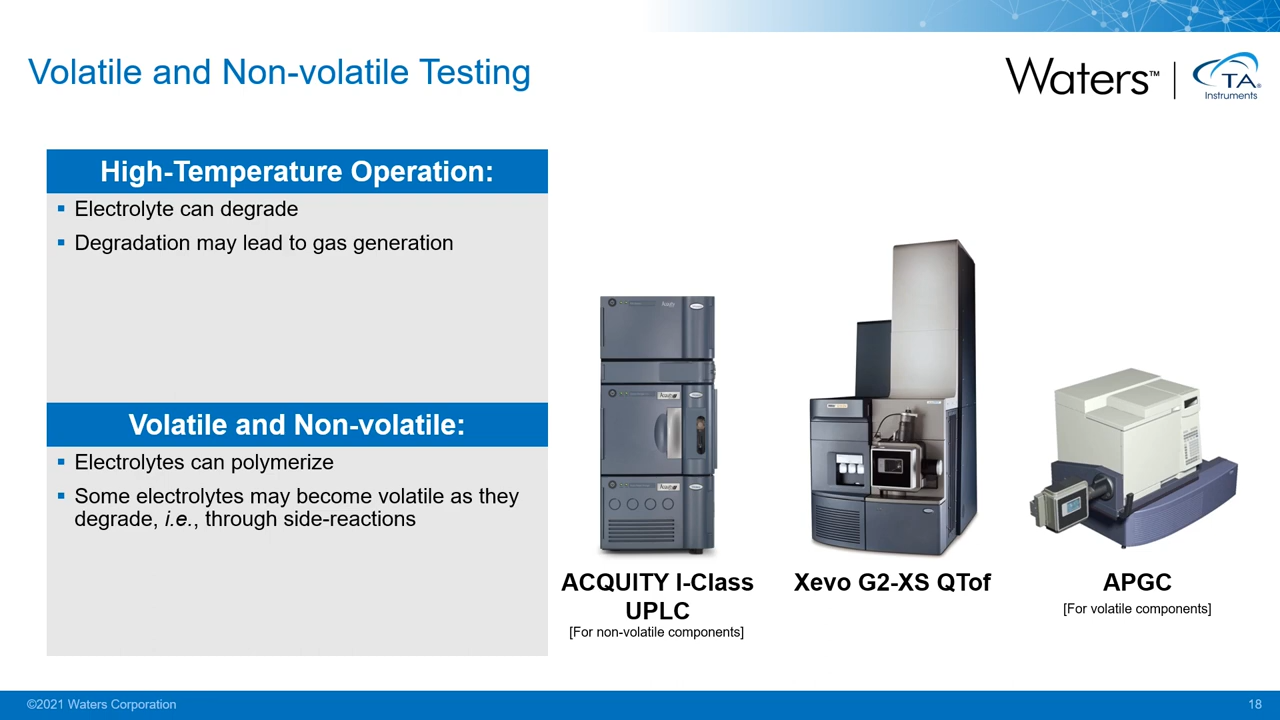 Volatile and Non-volatile Testing
Waters™
TA
Instruments
High-Temperature Operation:
▪ Electrolyte can degrade
▪ Degradation may lead to gas generation
Volatile and Non-volatile:
▪ Electrolytes can polymerize
▪ Some electrolytes may become volatile as they
degrade, i.e., through side-reactions
ACQUITY I-Class
UPLC
[For non-volatile components]
Xevo G2-XS QTof
APGC
[For volatile components]
©2021 Waters Corporation
18